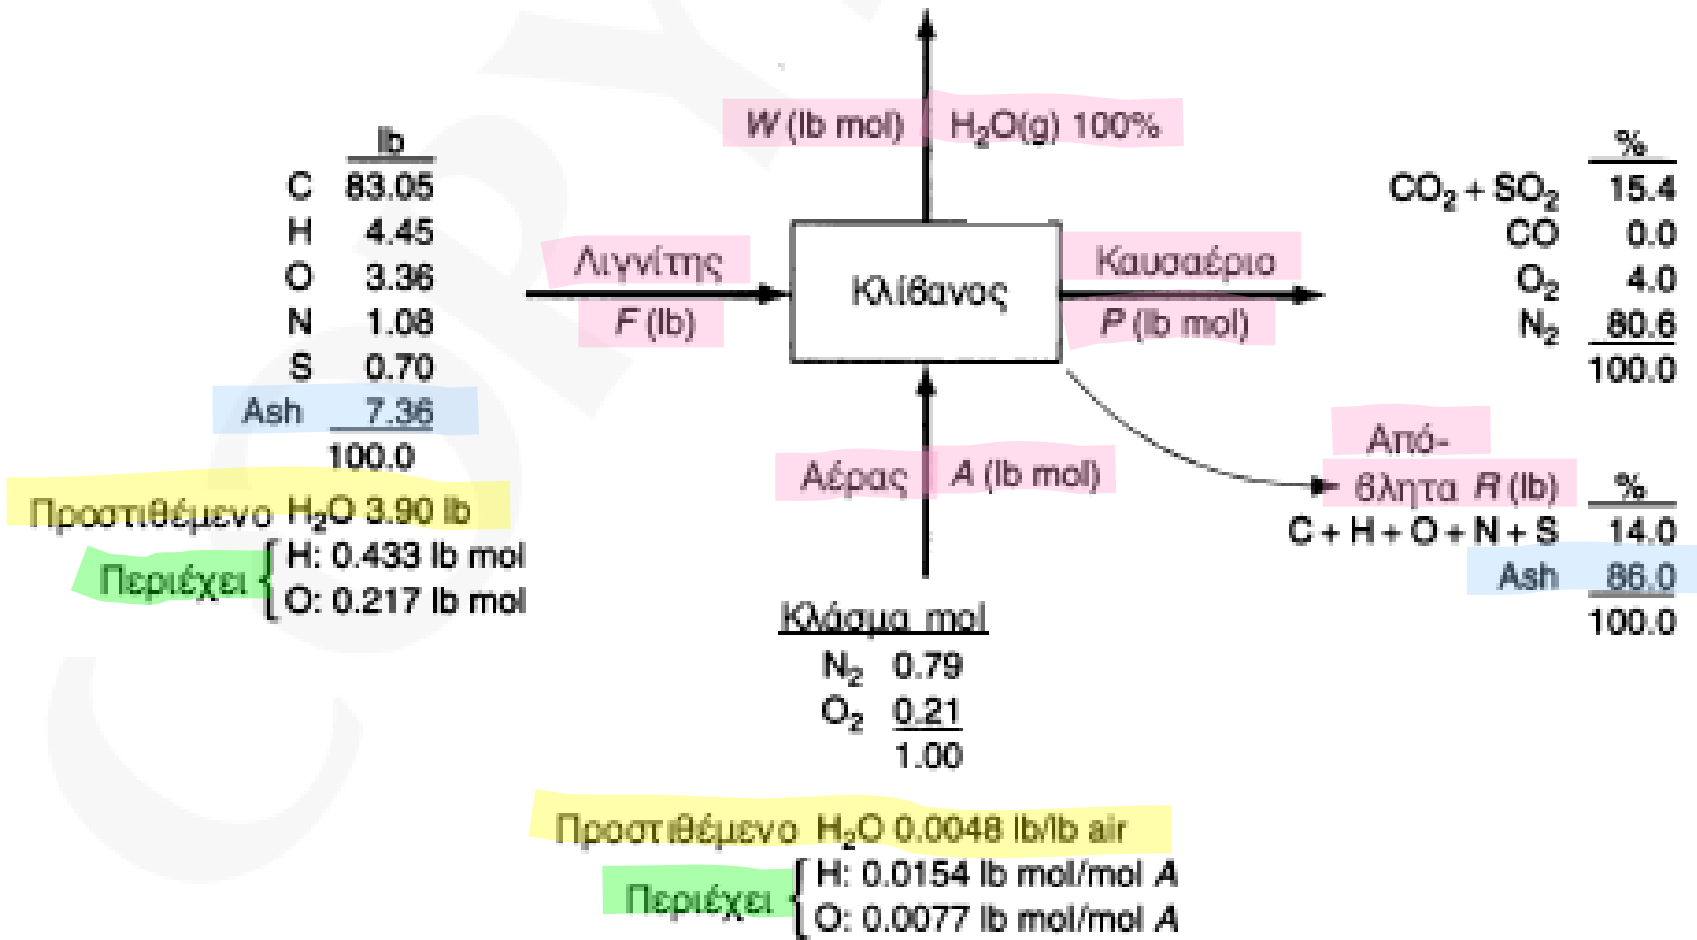 W (lb mol) H₂O(g) 100%
lb
C 83.05
H 4.45
O 3.36
N 1.08
S 0.70
Ash 7.36
100.0
Προστιθέμενο H₂O 3.90 lb
Περιέχει { H: 0.433 lb mol
O: 0.217 lb mol
Λιγνίτης
F (lb)
Κλίβανος
Καυσαέριο
P (lb mol)
%
CO₂ + SO₂ 15.4
CO 0.0
O₂ 4.0
N₂ 80.6
100.0
Αέρας A (lb mol)
Από-
βλητα R (lb) %
C + H + O + N + S 14.0
Ash 86.0
100.0
Κλάσμα mol
N₂ 0.79
O₂ 0.21
1.00
Προστιθέμενο H₂O 0.0048 lb/lb air
Περιέχει { H: 0.0154 lb mol/mol A
O: 0.0077 lb mol/mol A
COPY